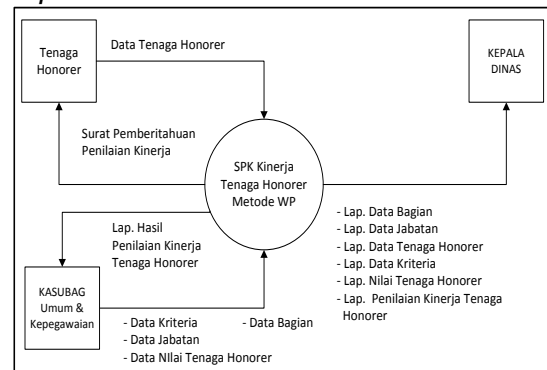 Tenaga
Honorer
Data Tenaga Honorer
KEPALA
DINAS
Surat Pemberitahuan
Penilaian Kinerja
SPK Kinerja
Tenaga Honorer
Metode WP
Lap. Hasil
Penilaian Kinerja
Tenaga Honorer
- Lap. Data Bagian
- Lap. Data Jabatan
- Lap. Data Tenaga Honorer
- Lap. Data Kriteria
- Lap. Nilai Tenaga Honorer
- Lap. Penilaian Kinerja Tenaga
Honorer
KASUBAG
Umum &
Kepegawaian
- Data Kriteria
- Data Jabatan
- Data NIlai Tenaga Honorer
- Data Bagian